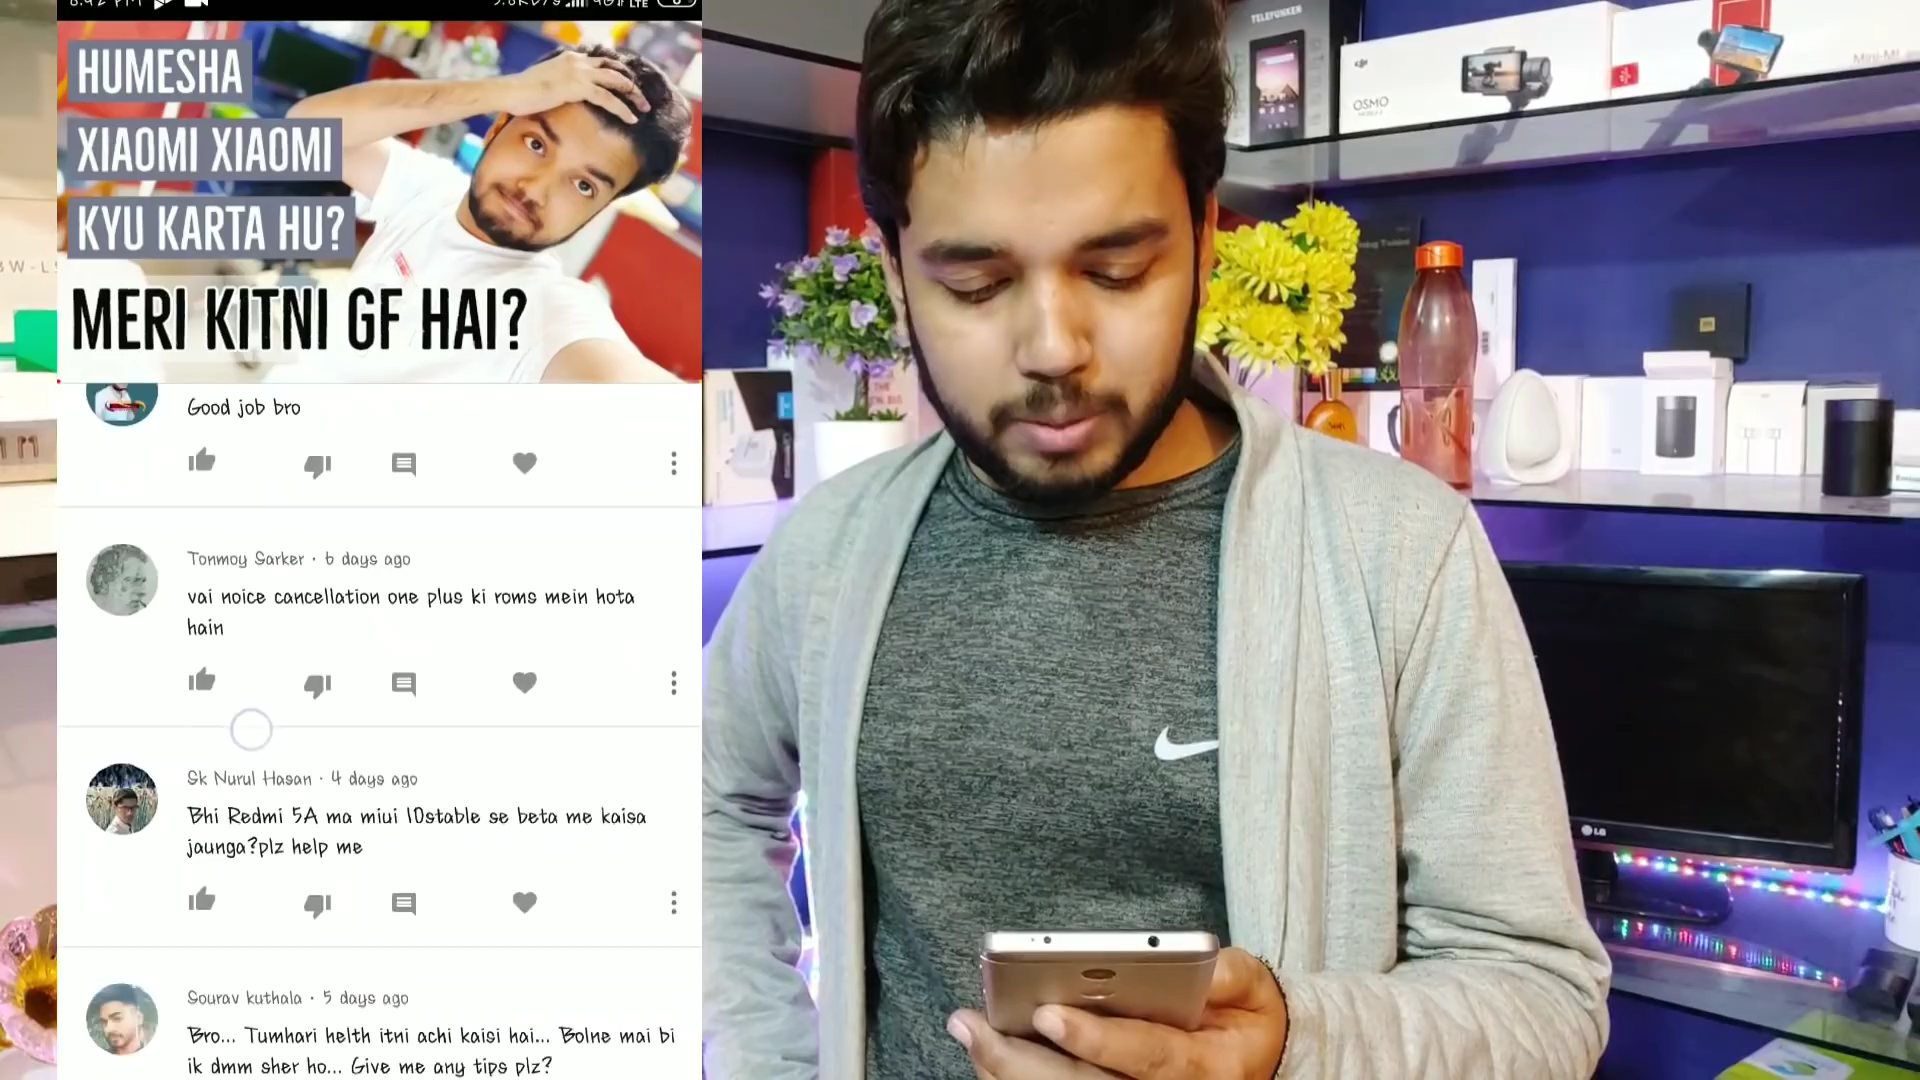 HUMESHA
XIAOMI XIAOMI
KYU KARTA HU?
MERI KITNI GF HAI?
Good job bro
Tonmoy Sarker · 6 days ago
vai noice cancellation one plus ki roms mein hota
hain
Sk Nurul Hasan · 4 days ago
Bhi Redmi 5A ma miui 10stable se beta me kaisa
jaunga?plz help me
Sourav kuthala · 5 days ago
Bro... Tumhari helth itni achi kaisi hai... Bolne mai bi
ik dmm sher ho... Give me any tips plz?
TELEFUNKEN
dji
OSMO
LG